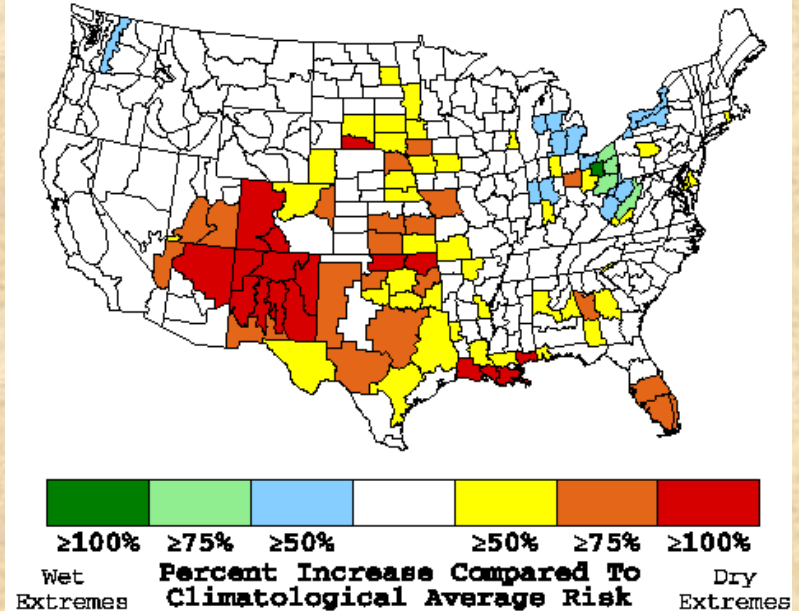 ≥100% ≥75% ≥50% ≥50% ≥75% ≥100%
Wet Percent Increase Compared To Dry
Extremes Climatological Average Risk Extremes